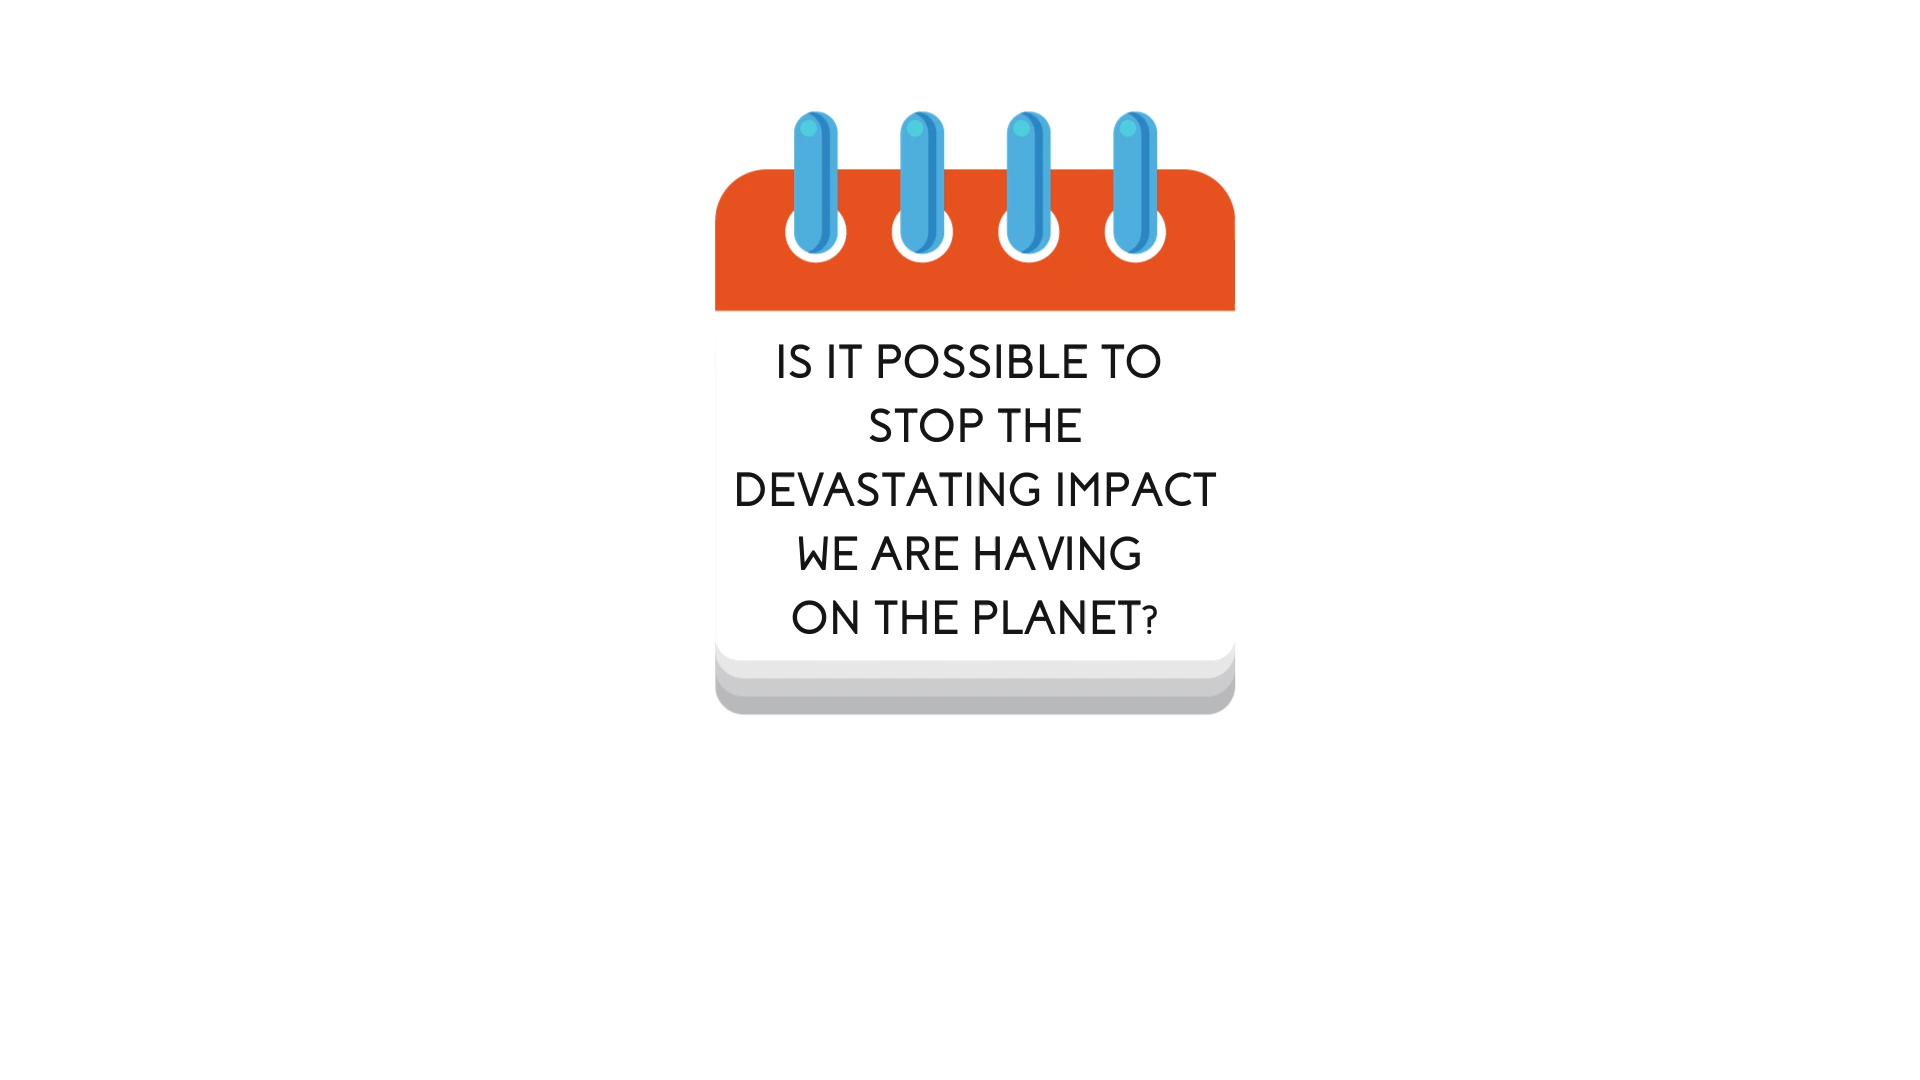 IS IT POSSIBLE TO
STOP THE
DEVASTATING IMPACT
WE ARE HAVING
ON THE PLANET?